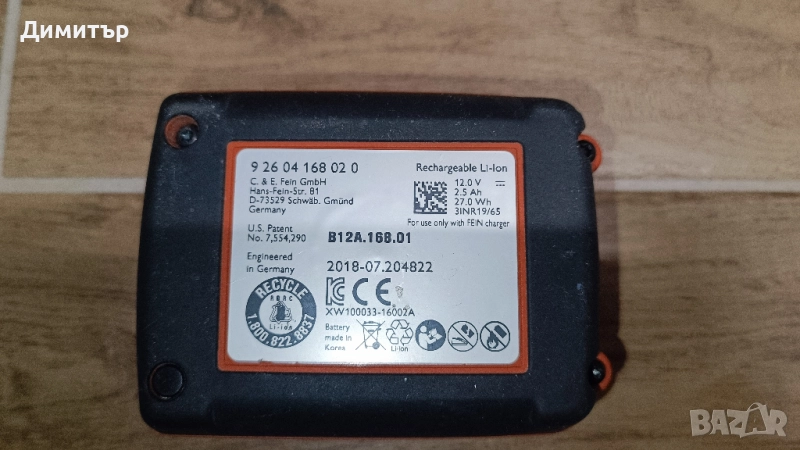 Димитър
9 26 04 168 02 0
C. & E. Fein GmbH
Hans-Fein-Str. 81
D-73529 Schwäb. Gmünd
Germany
U.S. Patent
No. 7,554,290
Engineered
in Germany
Rechargeable Li-Ion
12.0 V
2.5 Ah
27.0 Wh
3INR19/65
For use only with FEIN charger
B12A.168.01
2018-07.204822
XW100033-16002A
RECYCLE
RBRC
Li-ion
1.800.822.8837
Battery
made in
Korea
Li-Ion
BAZAR